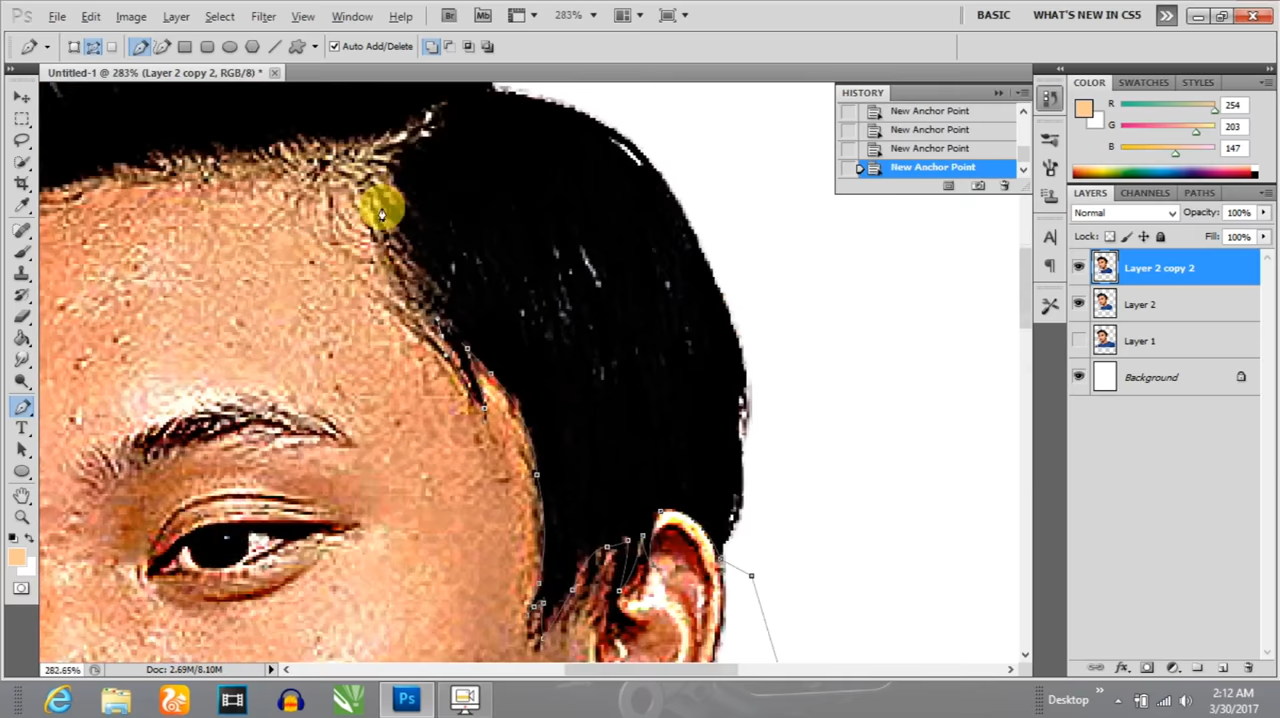 Ps File Edit Image Layer Select Filter View Window Help Br Mb 283% BASIC WHAT'S NEW IN CS5
Auto Add/Delete
Untitled-1 @ 283% (Layer 2 copy 2, RGB/8) *
HISTORY
New Anchor Point
New Anchor Point
New Anchor Point
New Anchor Point
COLOR SWATCHES STYLES
R 254
G 203
B 147
LAYERS CHANNELS PATHS
Normal Opacity: 100%
Lock: Fill: 100%
Layer 2 copy 2
Layer 2
Layer 1
Background
282.65% Doc: 2.69M/8.10M
Ps Desktop 2:12 AM
3/30/2017